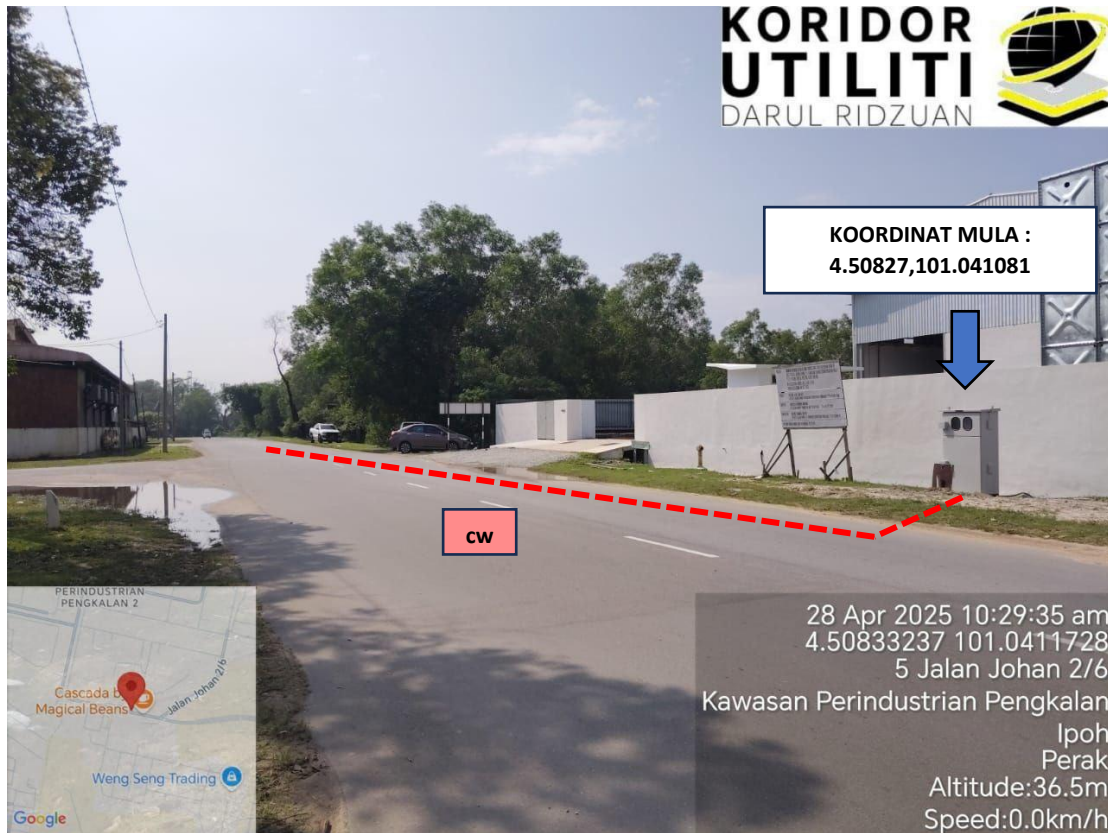 KORIDOR
UTILITI
DARUL RIDZUAN
KOORDINAT MULA :
4.50827,101.041081
CW
PERINDUSTRIAN
PENGKALAN 2
Cascada b
Magical Beans
Jalan Johan 2/6
Weng Seng Trading
Google
28 Apr 2025 10:29:35 am
4.50833237 101.0411728
5 Jalan Johan 2/6
Kawasan Perindustrian Pengkalan
Ipoh
Perak
Altitude:36.5m
Speed:0.0km/h